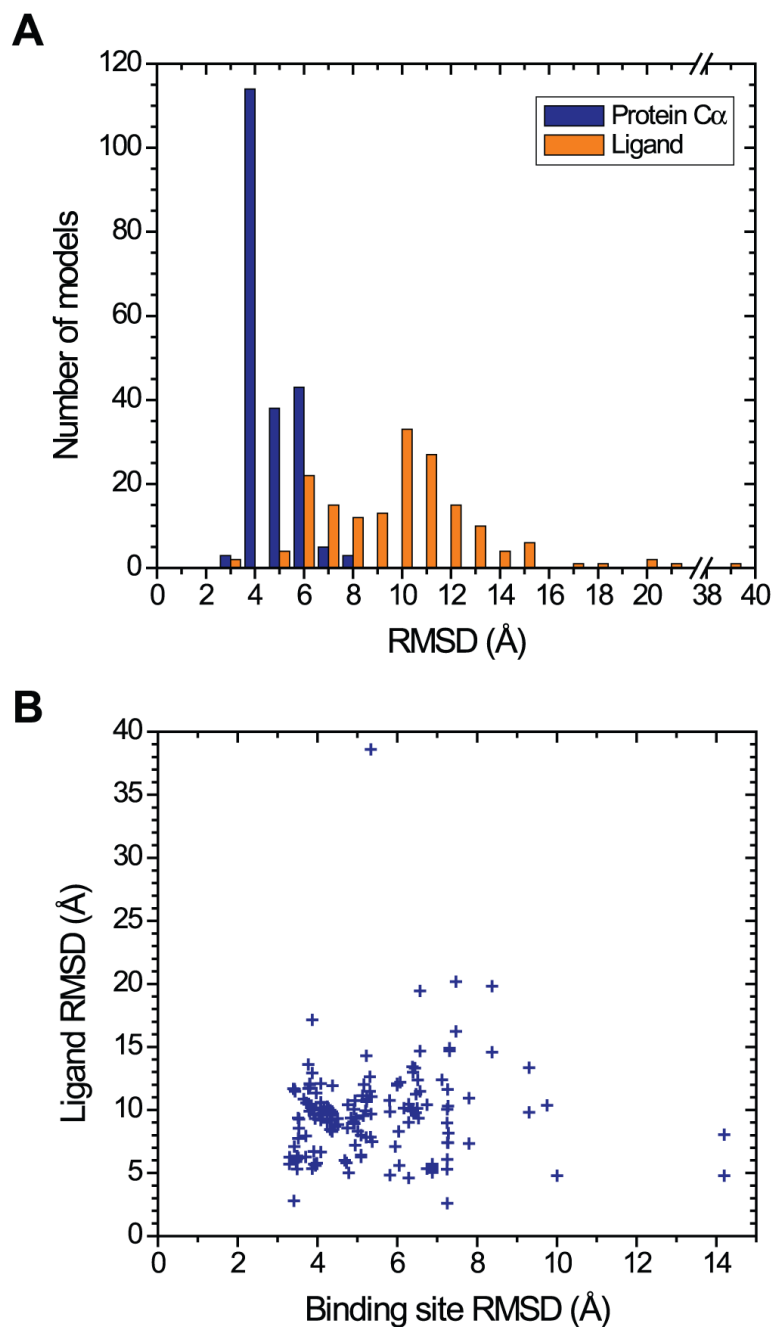 A
120
100
80
60
40
20
0
Number of models
Protein Cα
Ligand
0 2 4 6 8 10 12 14 16 18 20 38 40
RMSD (Å)
B
40
35
30
25
20
15
10
5
0
Ligand RMSD (Å)
0 2 4 6 8 10 12 14
Binding site RMSD (Å)